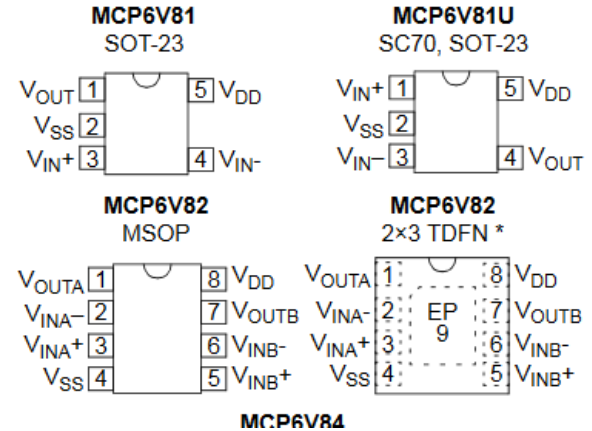 MCP6V81
SOT-23
VOUT 1 5 VDD
VSS 2
VIN+ 3 4 VIN-
MCP6V81U
SC70, SOT-23
VIN+ 1 5 VDD
VSS 2
VIN– 3 4 VOUT
MCP6V82
MSOP
VOUTA 1 8 VDD
VINA– 2 7 VOUTB
VINA+ 3 6 VINB-
VSS 4 5 VINB+
MCP6V82
2×3 TDFN *
VOUTA 1 8 VDD
VINA- 2 EP 7 VOUTB
9
VINA+ 3 6 VINB-
VSS 4 5 VINB+
MCP6V84